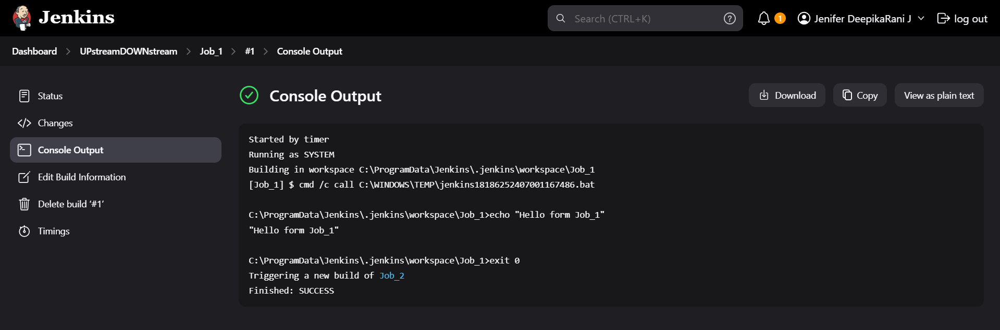 Jenkins
Search (CTRL+K)
?
1
Jenifer DeepikaRani J
log out
Dashboard > UPstreamDOWNstream > Job_1 > #1 > Console Output
Status
Changes
Console Output
Edit Build Information
Delete build ‘#1’
Timings
Console Output
Download
Copy
View as plain text
Started by timer
Running as SYSTEM
Building in workspace C:\ProgramData\Jenkins\.jenkins\workspace\Job_1
[Job_1] $ cmd /c call C:\WINDOWS\TEMP\jenkins18186252407001167486.bat
C:\ProgramData\Jenkins\.jenkins\workspace\Job_1>echo "Hello form Job_1"
"Hello form Job_1"
C:\ProgramData\Jenkins\.jenkins\workspace\Job_1>exit 0
Triggering a new build of Job_2
Finished: SUCCESS